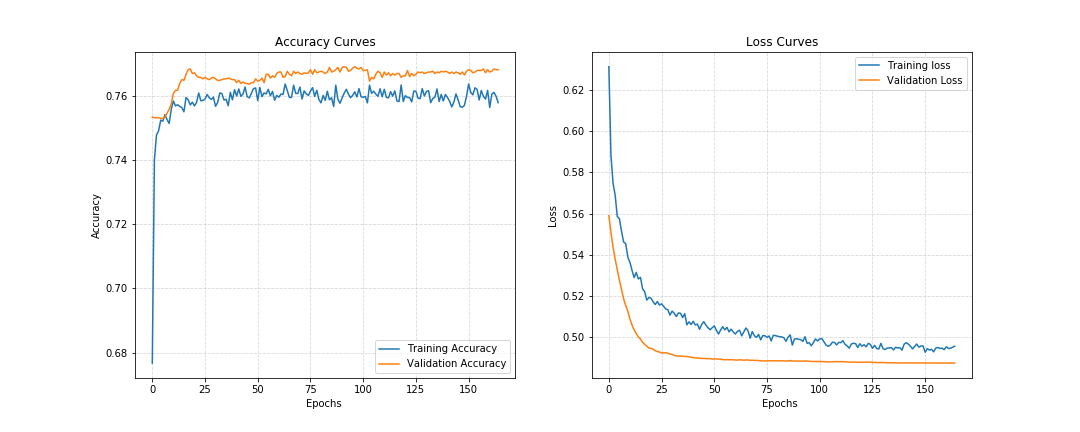 Accuracy Curves
Accuracy
0.76
0.74
0.72
0.70
0.68
0
25
50
75
100
125
150
Epochs
Training Accuracy
Validation Accuracy
Loss Curves
Loss
0.62
0.60
0.58
0.56
0.54
0.52
0.50
0
25
50
75
100
125
150
Epochs
Training loss
Validation Loss